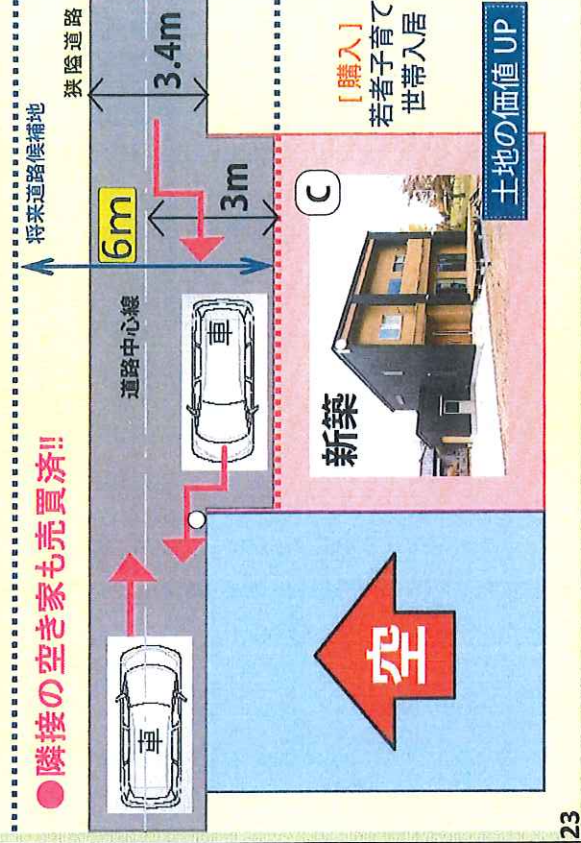 ●隣接の空き家も売買済!!
将来道路候補地
狭隘道路
6m
3.4m
道路中心線
3m
車
車
新築
C
[購入]
若者子育て
世帯入居
土地の価値 UP
空
23